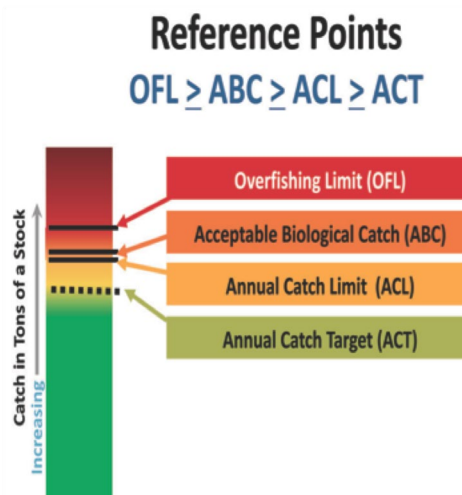 Reference Points
OFL ≥ ABC ≥ ACL ≥ ACT
Overfishing Limit (OFL)
Acceptable Biological Catch (ABC)
Annual Catch Limit (ACL)
Annual Catch Target (ACT)
Catch in Tons of a Stock
Increasing